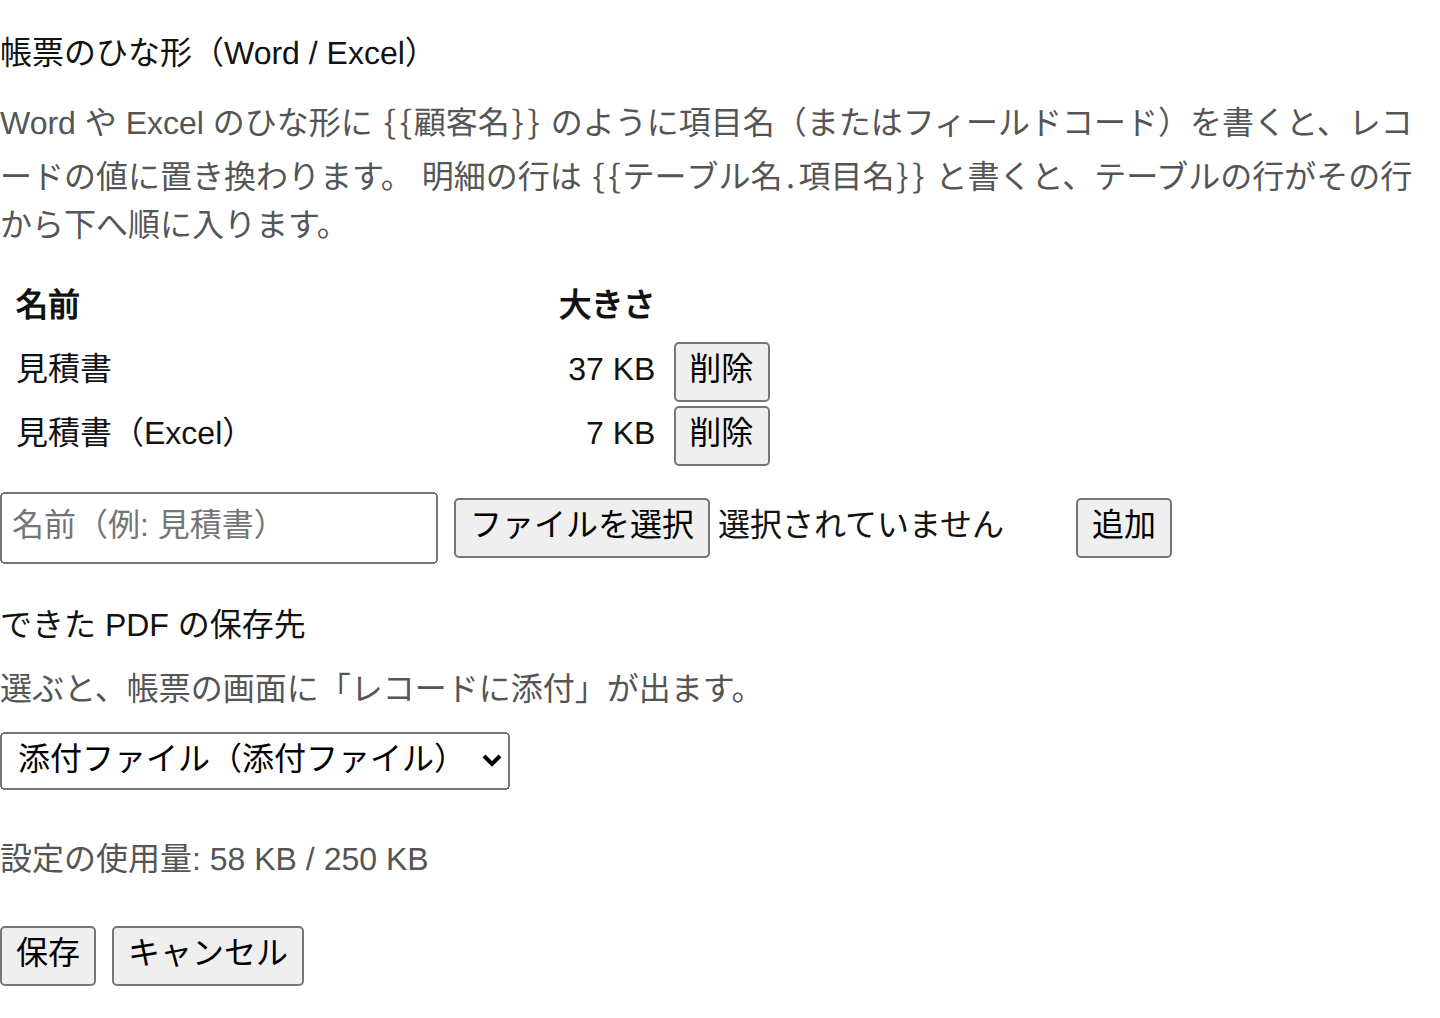 帳票のひな形（Word / Excel）
Word や Excel のひな形に {{顧客名}} のように項目名（またはフィールドコード）を書くと、レコ
ードの値に置き換わります。 明細の行は {{テーブル名.項目名}} と書くと、テーブルの行がその行
から下へ順に入ります。
名前 大きさ
見積書 37 KB 削除
見積書（Excel） 7 KB 削除
名前（例: 見積書） ファイルを選択 選択されていません 追加
できた PDF の保存先
選ぶと、帳票の画面に「レコードに添付」が出ます。
添付ファイル（添付ファイル）
設定の使用量: 58 KB / 250 KB
保存 キャンセル